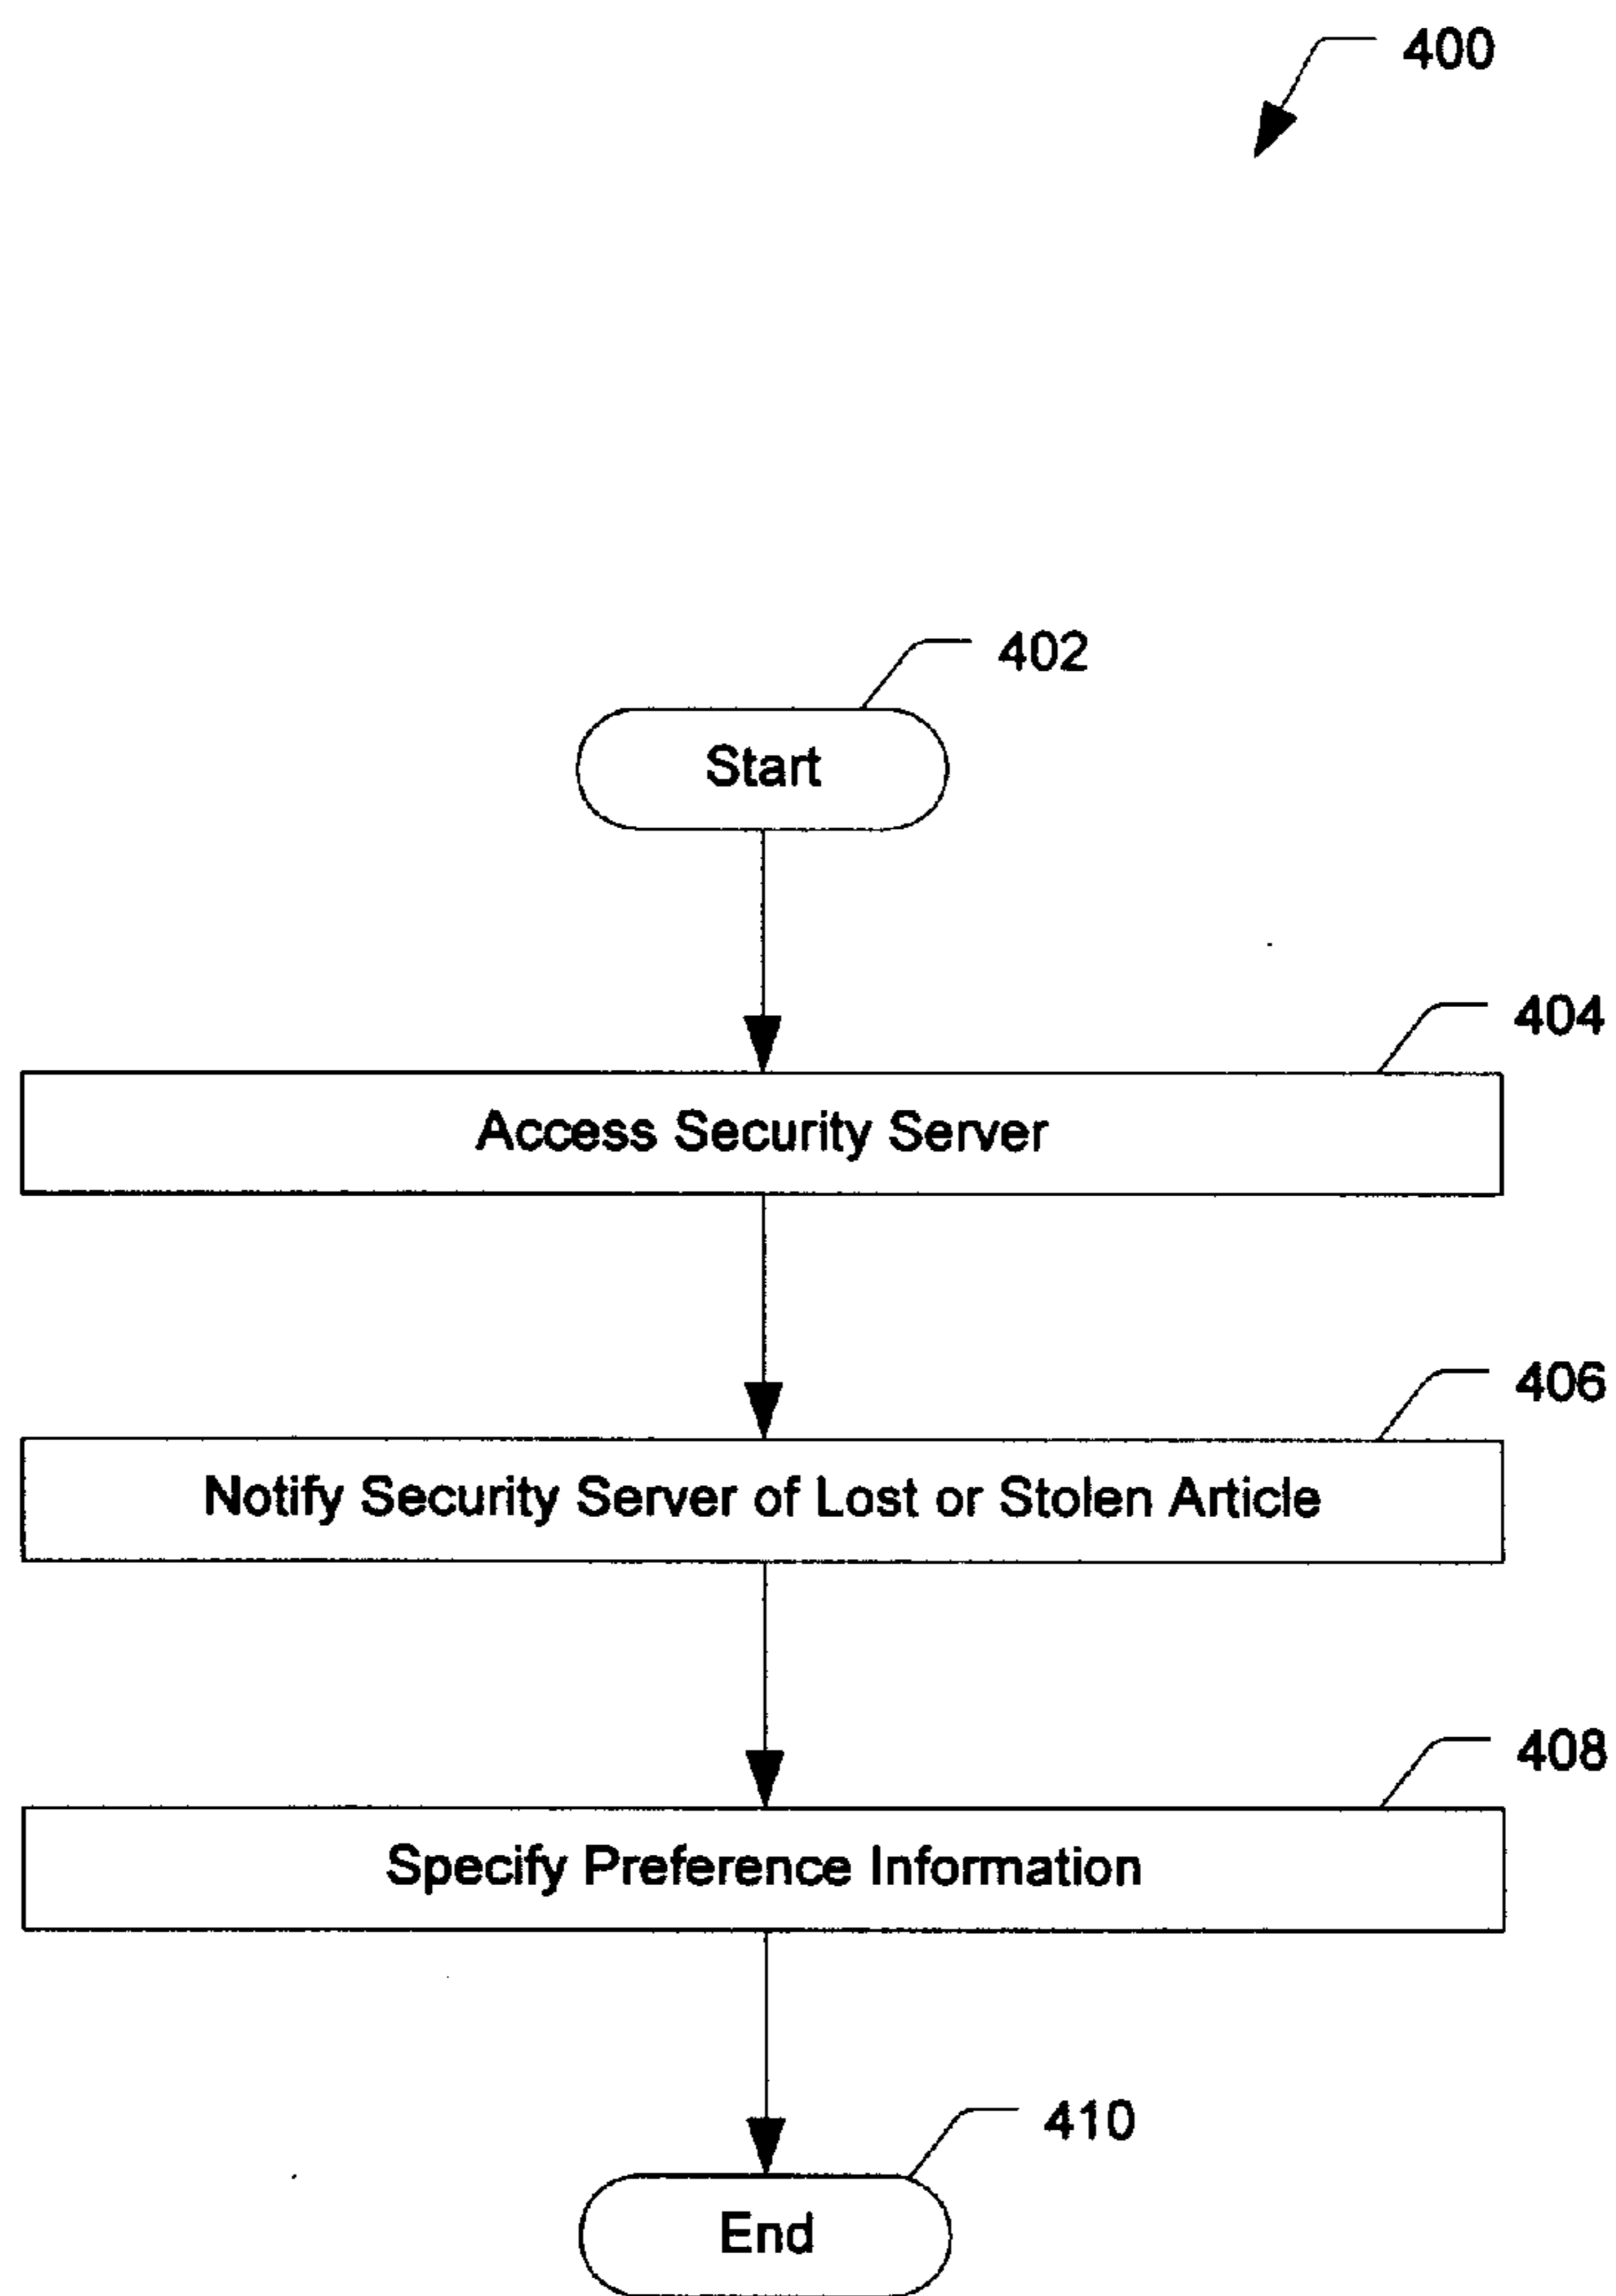 400
402
Start
404
Access Security Server
406
Notify Security Server of Lost or Stolen Article
408
Specify Preference Information
410
End